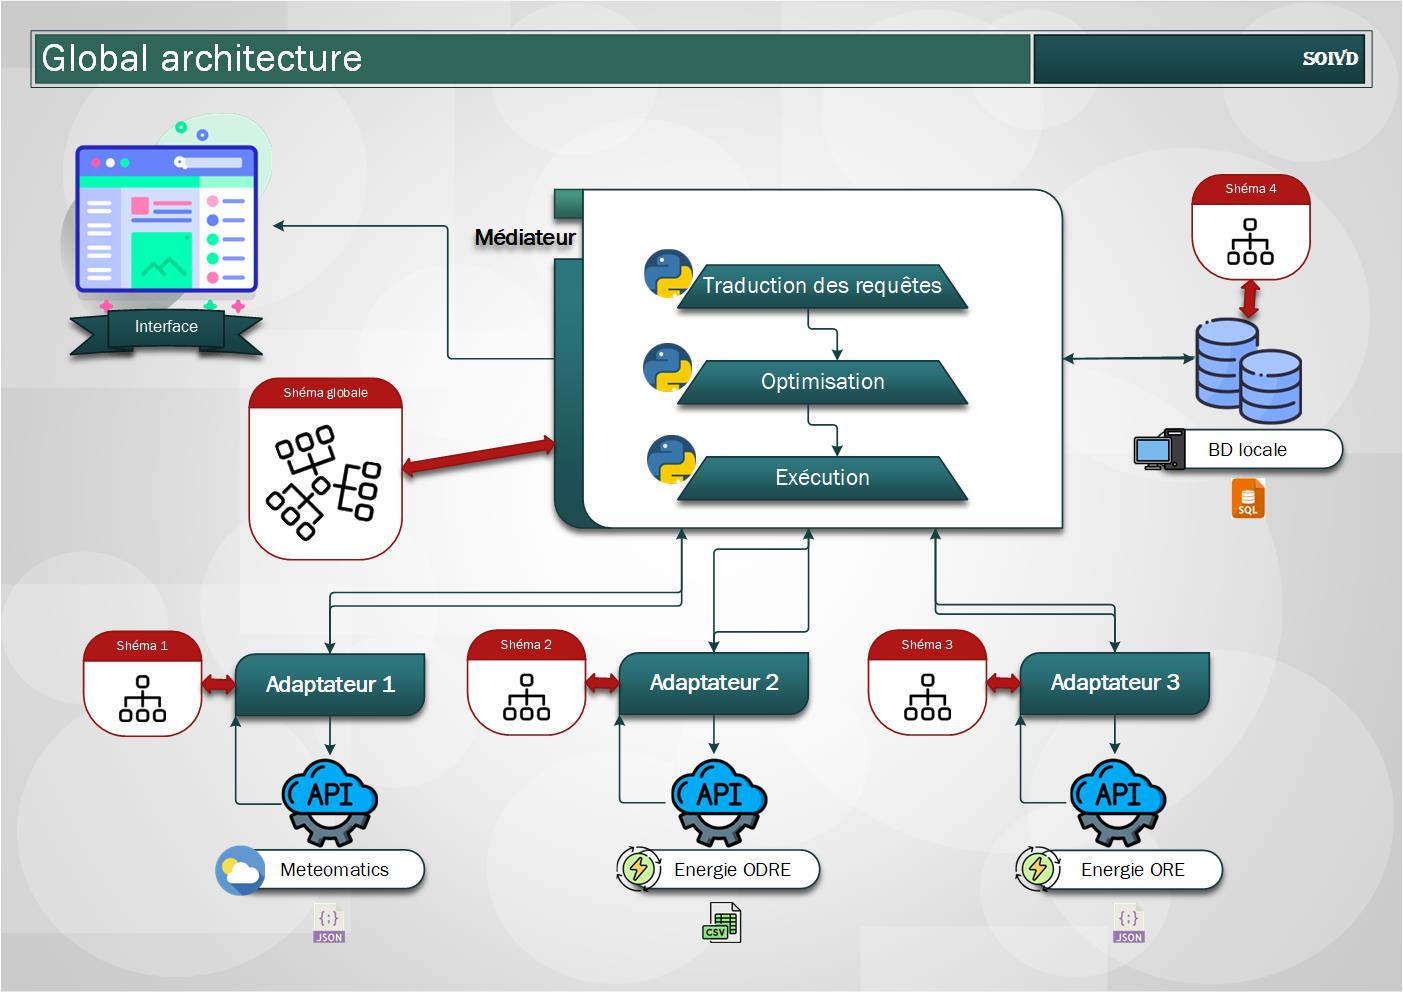 Global architecture
SOIVD
Shéma 4
Médiateur
Traduction des requêtes
Interface
Optimisation
Shéma globale
BD locale
Exécution
SQL
Shéma 1
Shéma 2
Shéma 3
Adaptateur 1
Adaptateur 2
Adaptateur 3
API
API
API
Meteomatics
Energie ODRE
Energie ORE
{;}
JSON
CSV
{;}
JSON